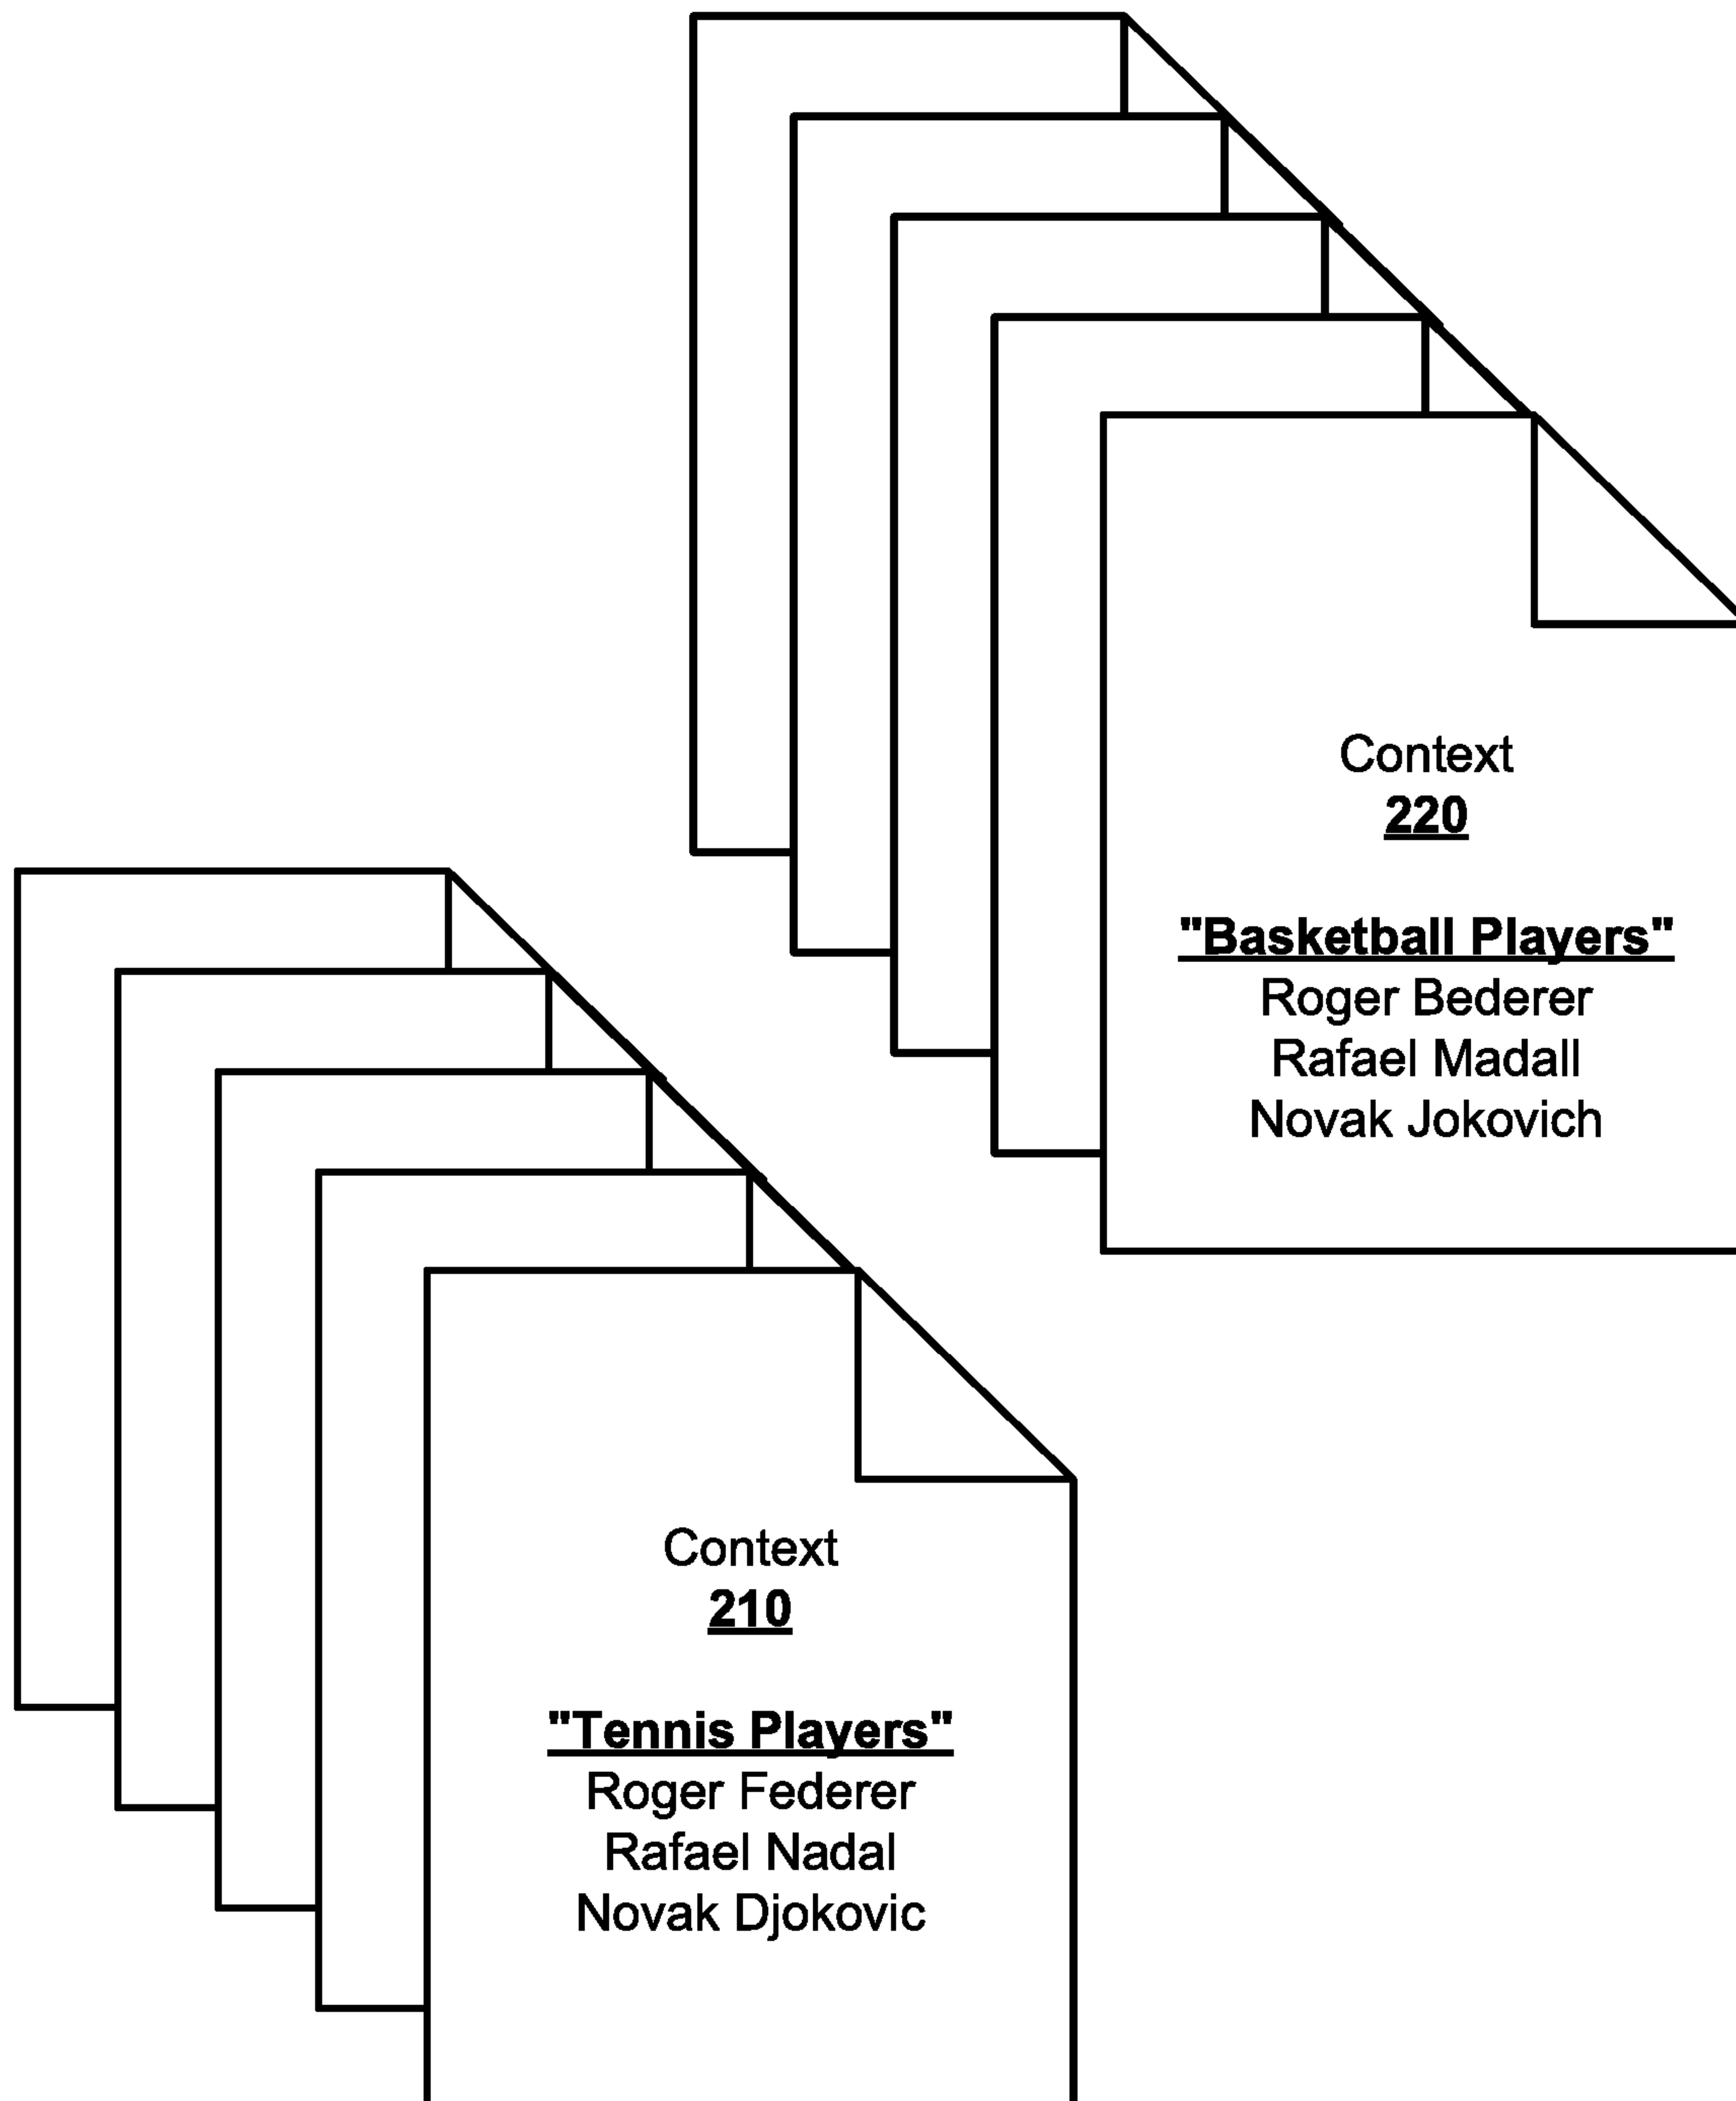 Context
220
"Basketball Players"
Roger Bederer
Rafael Madall
Novak Jokovich
Context
210
"Tennis Players"
Roger Federer
Rafael Nadal
Novak Djokovic